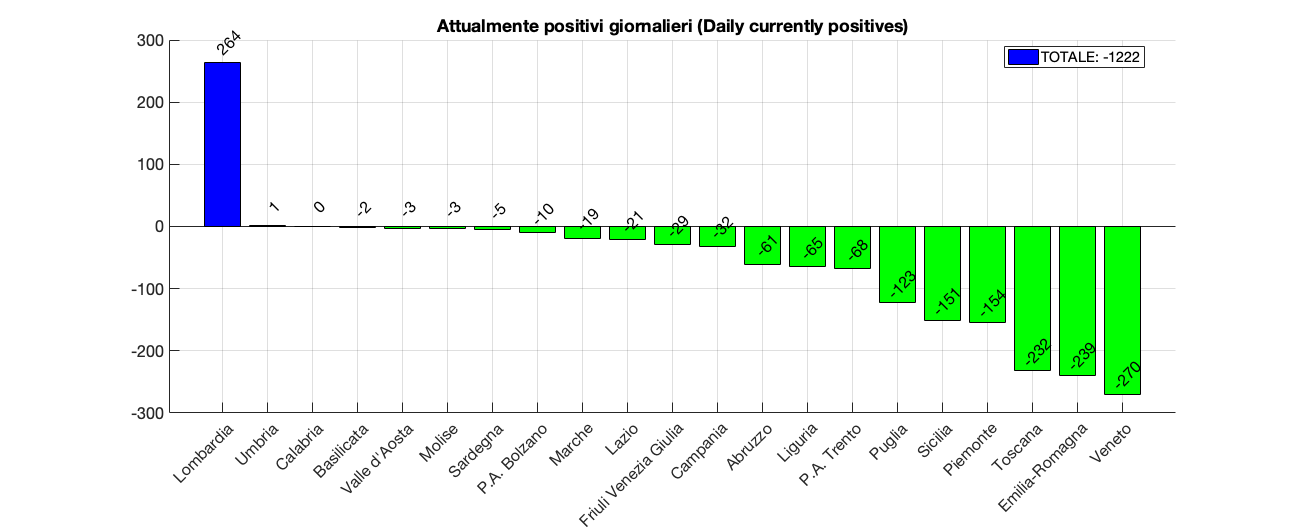 Attualmente positivi giornalieri (Daily currently positives)
TOTALE: -1222
300
200
100
0
-100
-200
-300
264
1
0
-2
-3
-3
-5
-10
-19
-21
-29
-32
-61
-65
-68
-123
-151
-154
-232
-239
-270
Lombardia
Umbria
Calabria
Basilicata
Valle d'Aosta
Molise
Sardegna
P.A. Bolzano
Marche
Lazio
Friuli Venezia Giulia
Campania
Abruzzo
Liguria
P.A. Trento
Puglia
Sicilia
Piemonte
Toscana
Emilia-Romagna
Veneto